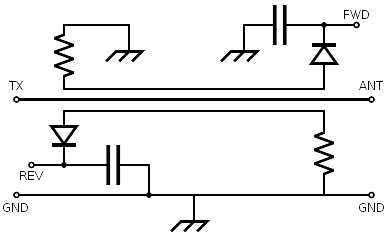 FWD
TX
ANT
REV
GND
GND